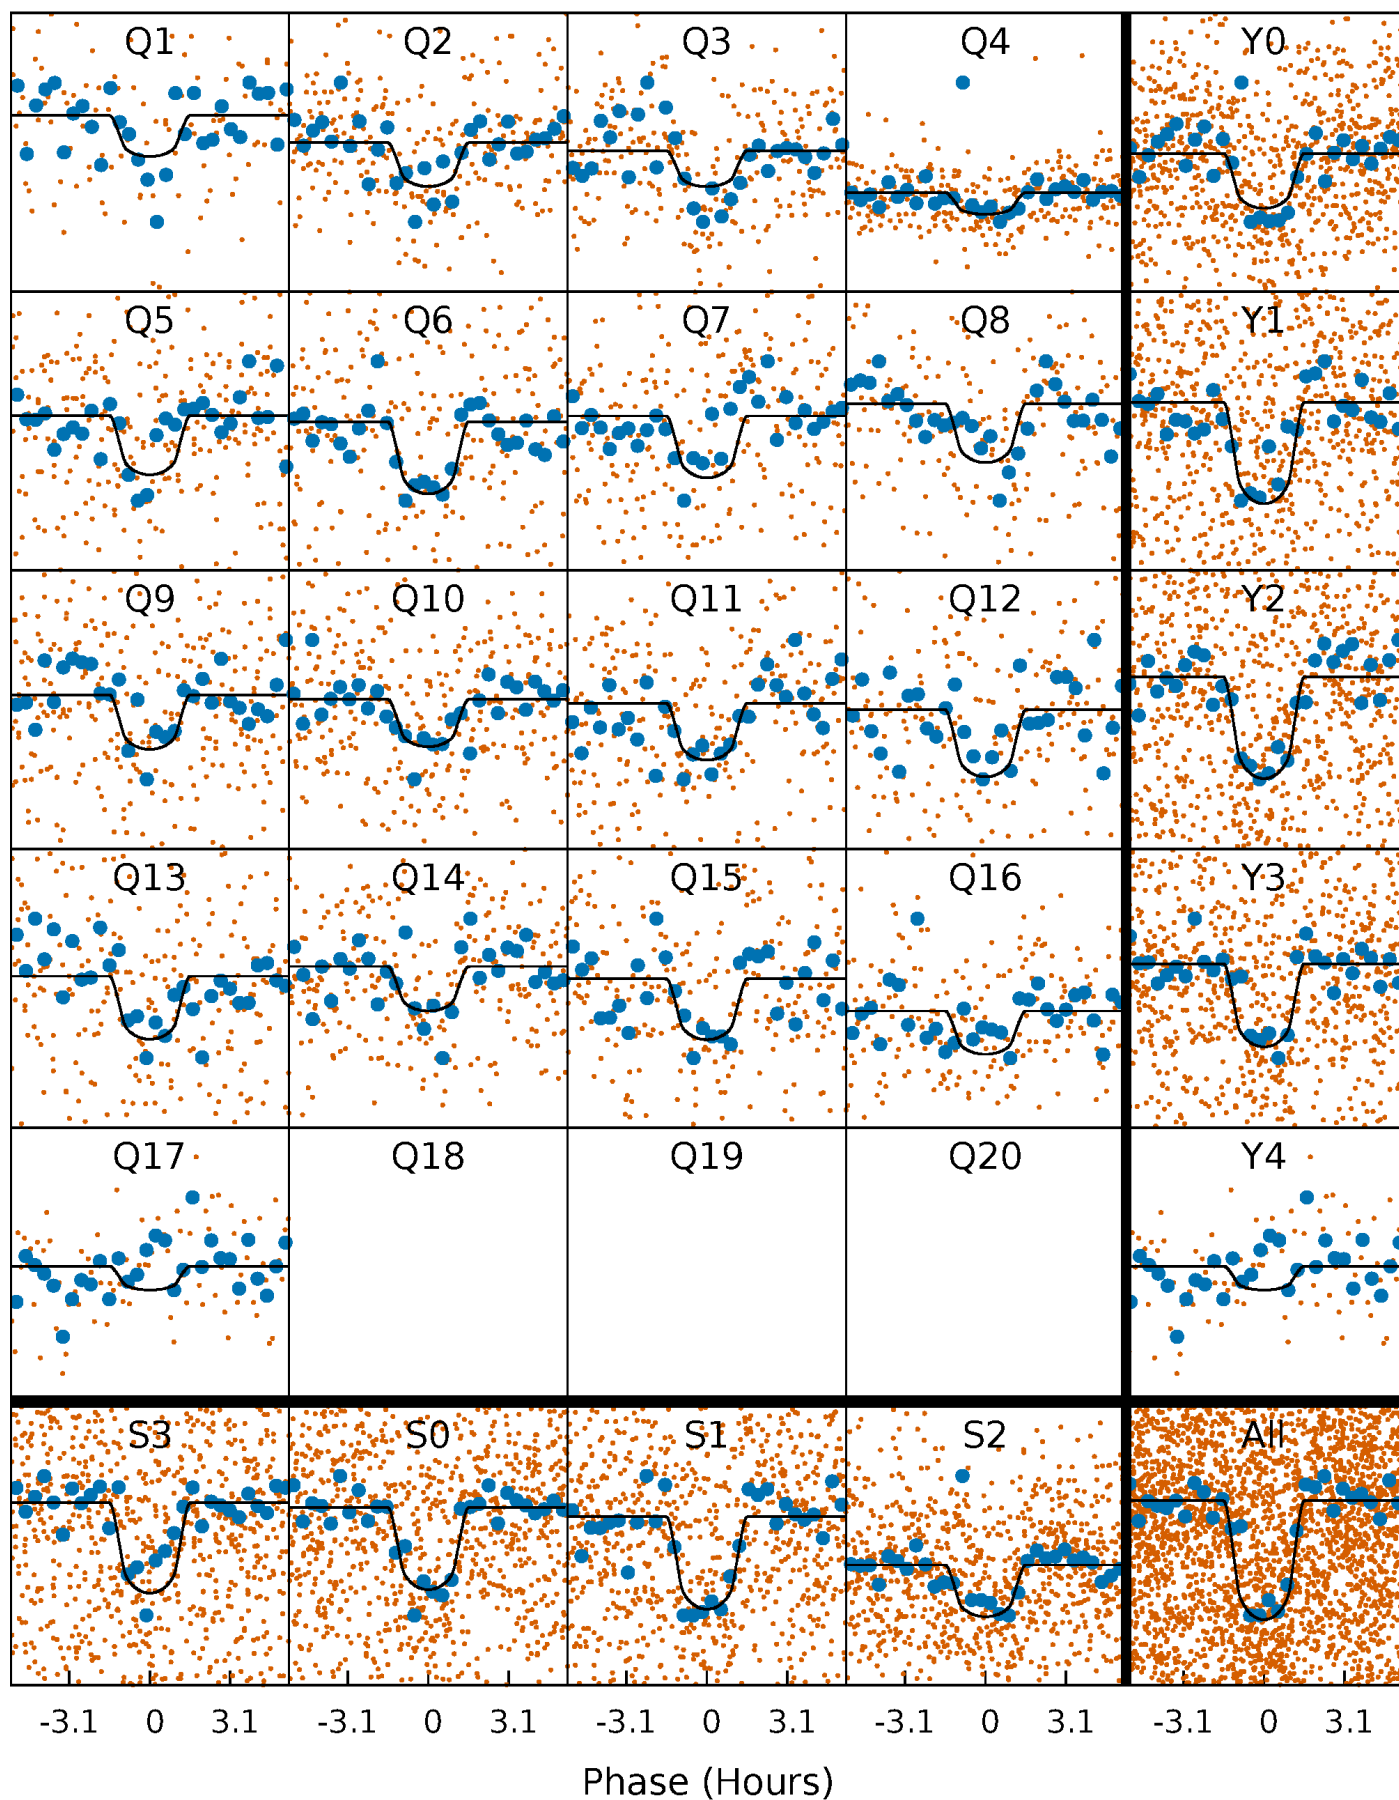 Q1 Q2 Q3 Q4 Y0
Q5 Q6 Q7 Q8 Y1
Q9 Q10 Q11 Q12 Y2
Q13 Q14 Q15 Q16 Y3
Q17 Q18 Q19 Q20 Y4
S3 S0 S1 S2 All
-3.1 0 3.1 -3.1 0 3.1 -3.1 0 3.1 -3.1 0 3.1 -3.1 0 3.1
Phase (Hours)